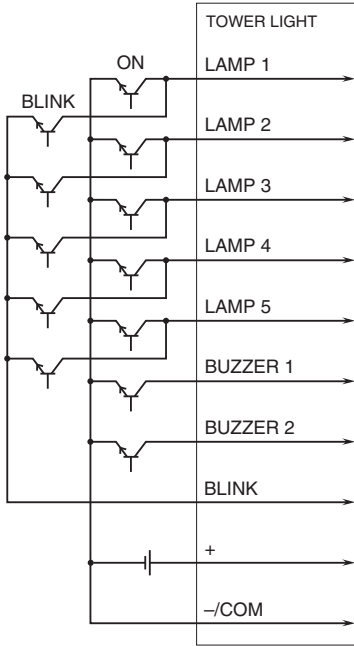 TOWER LIGHT
ON
LAMP 1
BLINK
LAMP 2
LAMP 3
LAMP 4
LAMP 5
BUZZER 1
BUZZER 2
BLINK
+
–/COM